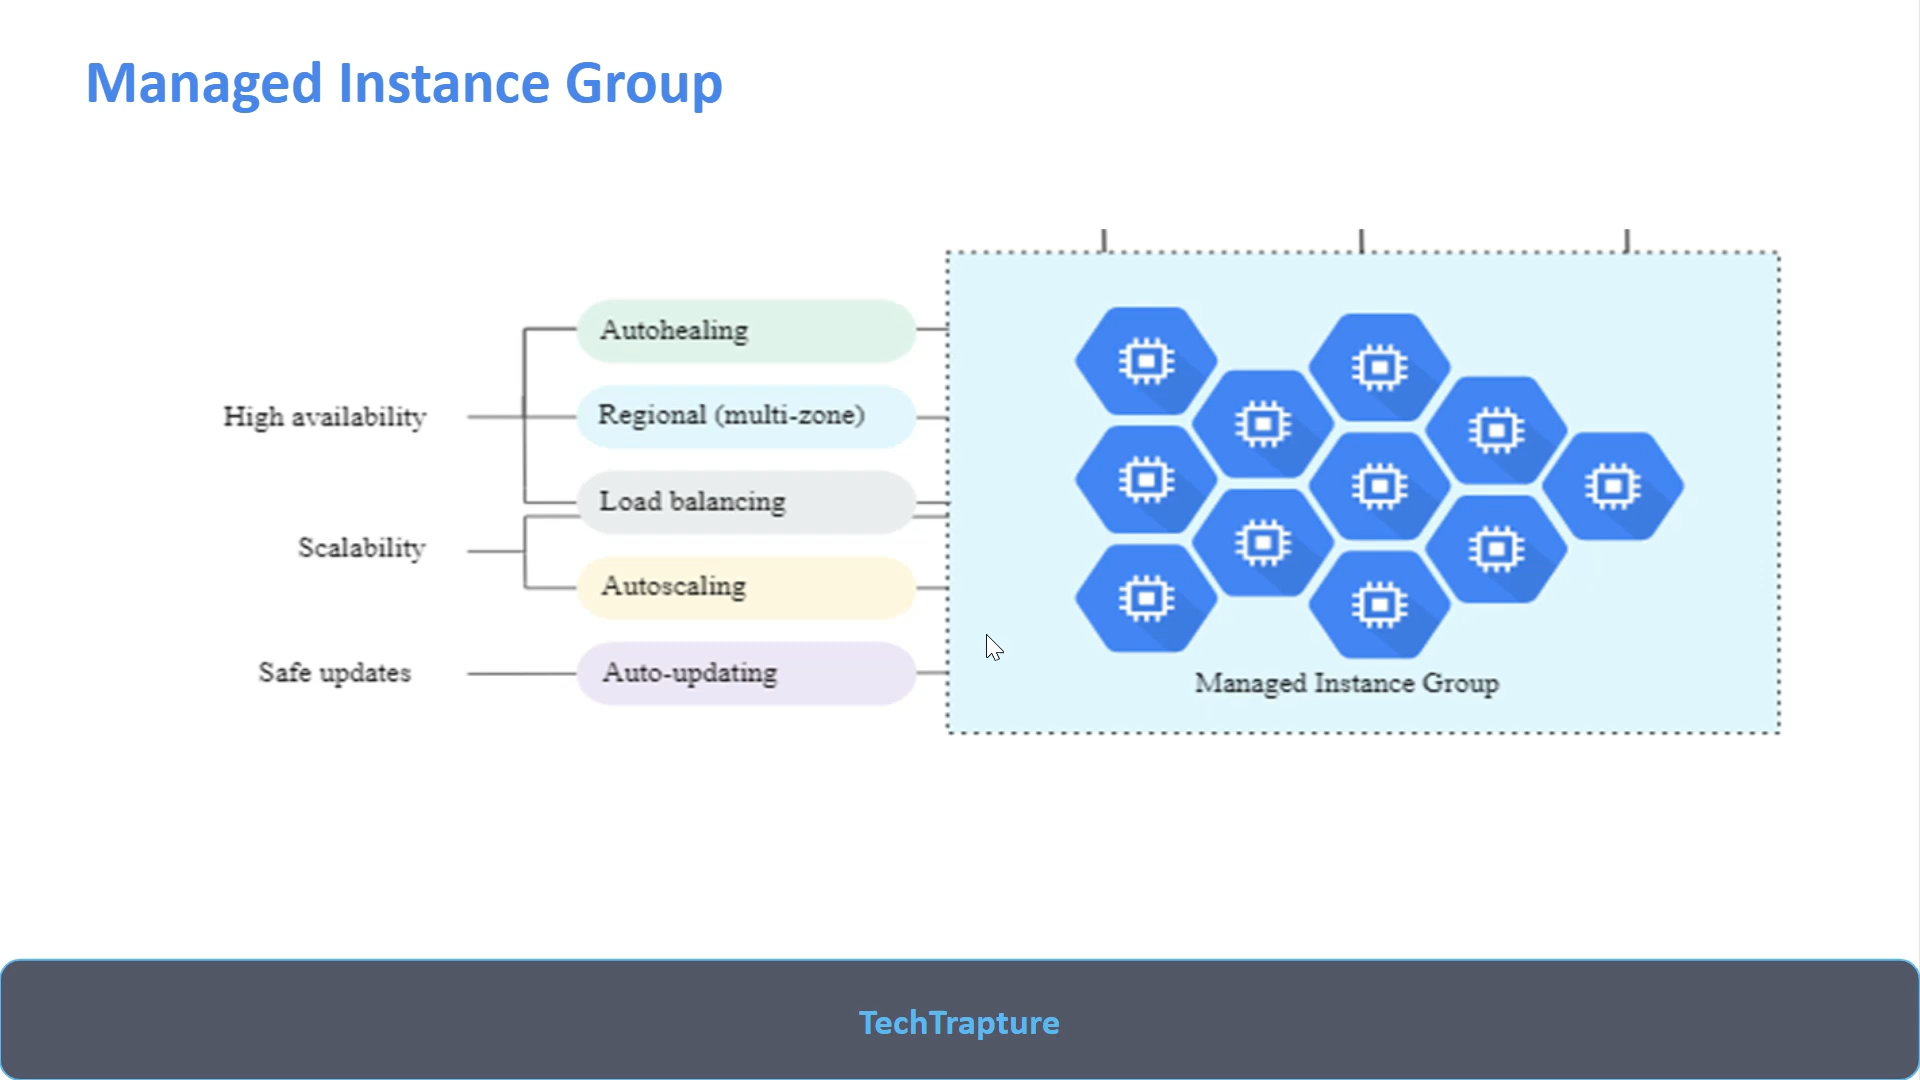 Managed Instance Group
High availability
Autohealing
Regional (multi-zone)
Load balancing
Scalability
Autoscaling
Safe updates
Auto-updating
Managed Instance Group
TechTrapture